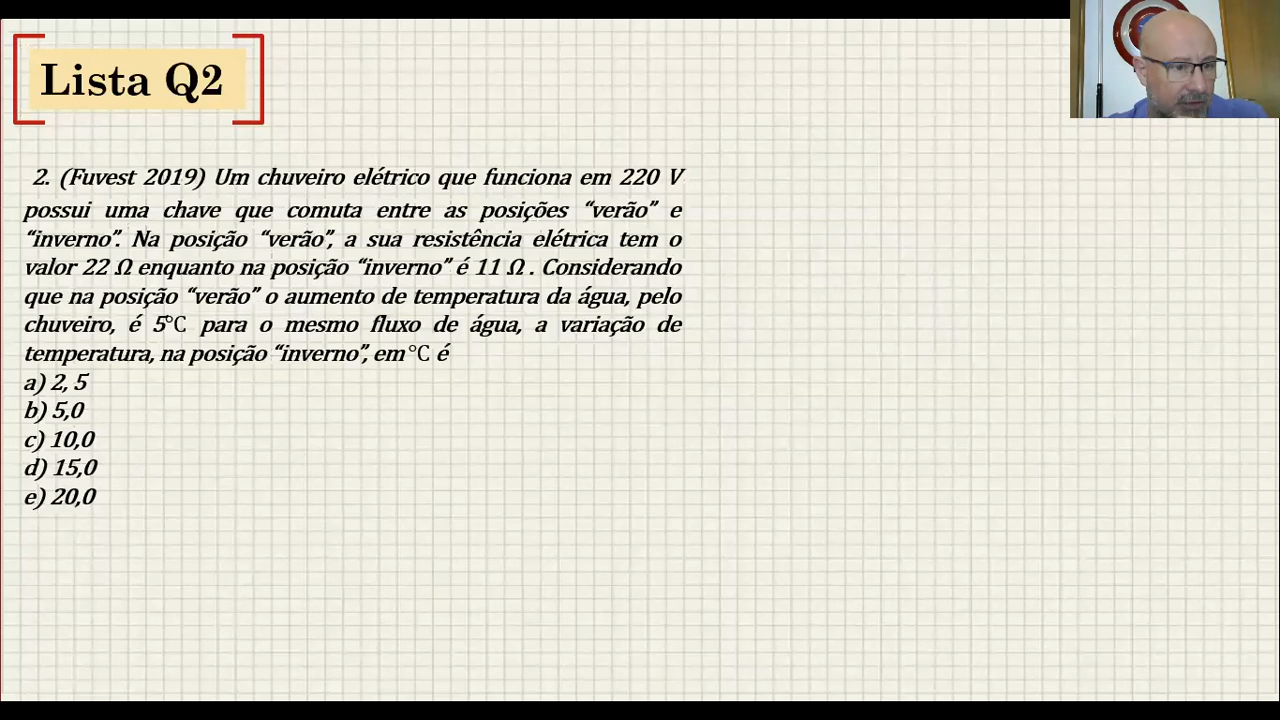 Lista Q2
2. (Fuvest 2019) Um chuveiro elétrico que funciona em 220 V
possui uma chave que comuta entre as posições “verão” e
“inverno”. Na posição “verão”, a sua resistência elétrica tem o
valor 22 Ω enquanto na posição “inverno” é 11 Ω . Considerando
que na posição “verão” o aumento de temperatura da água, pelo
chuveiro, é 5°C para o mesmo fluxo de água, a variação de
temperatura, na posição “inverno”, em °C é
a) 2, 5
b) 5,0
c) 10,0
d) 15,0
e) 20,0